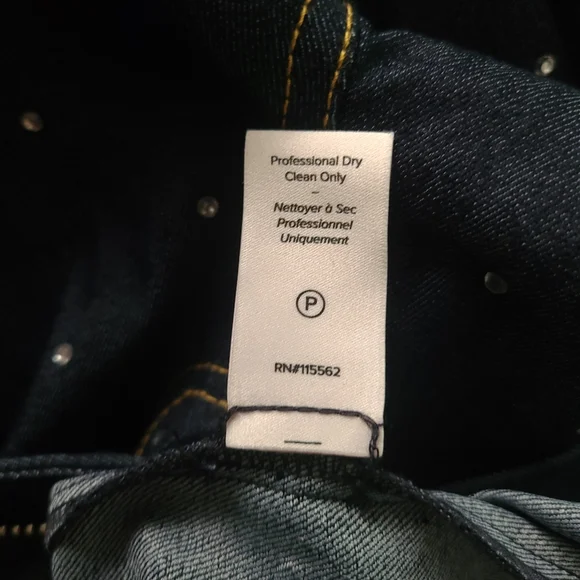 Professional Dry
Clean Only
–
Nettoyer à Sec
Professionnel
Uniquement
P
RN#115562